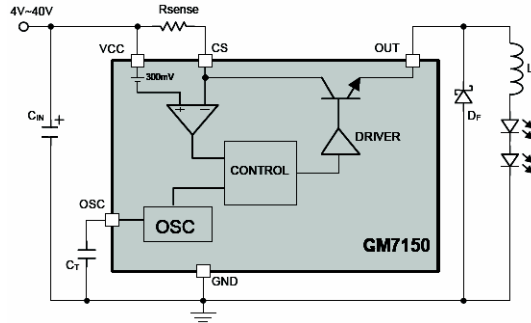 4V~40V
Rsense
VCC
CS
OUT
300mV
L
CIN
+
+ −
DF
DRIVER
CONTROL
OSC
OSC
GM7150
CT
GND